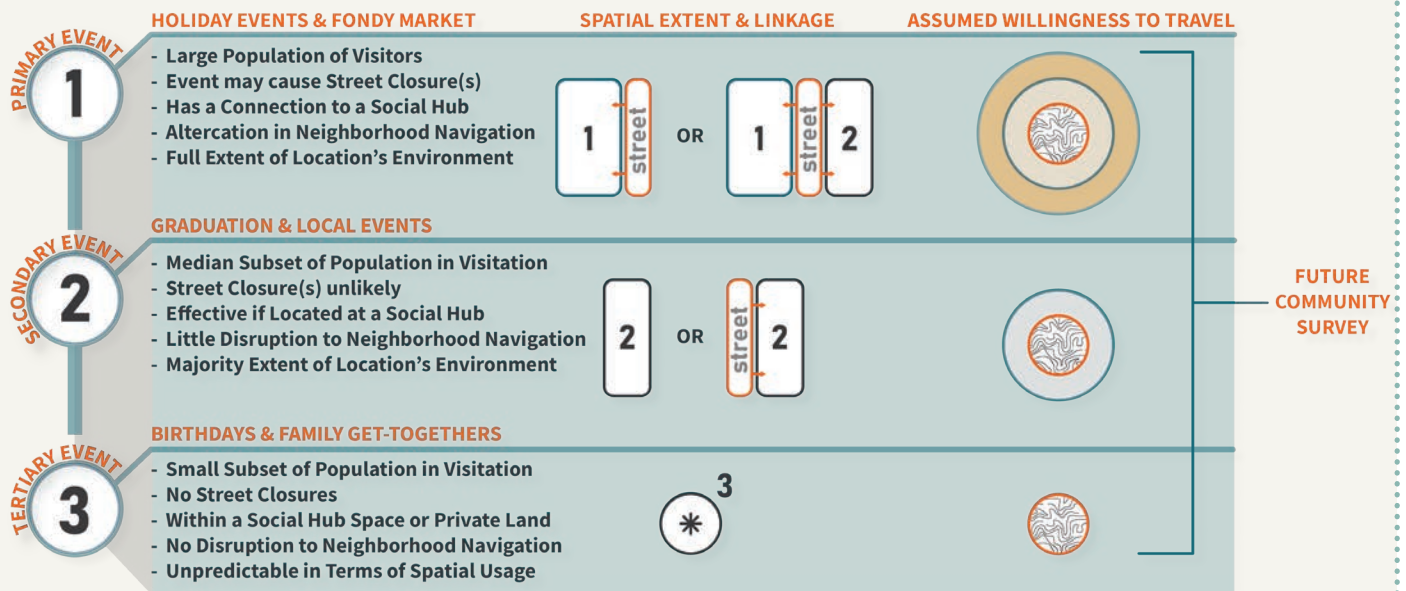 HOLIDAY EVENTS & FONDY MARKET
SPATIAL EXTENT & LINKAGE
ASSUMED WILLINGNESS TO TRAVEL
PRIMARY EVENT
1
- Large Population of Visitors
- Event may cause Street Closure(s)
- Has a Connection to a Social Hub
- Altercation in Neighborhood Navigation
- Full Extent of Location's Environment
1
street
OR
1
street
2
GRADUATION & LOCAL EVENTS
SECONDARY EVENT
2
- Median Subset of Population in Visitation
- Street Closure(s) unlikely
- Effective if Located at a Social Hub
- Little Disruption to Neighborhood Navigation
- Majority Extent of Location's Environment
2
OR
street
2
FUTURE
COMMUNITY
SURVEY
BIRTHDAYS & FAMILY GET-TOGETHERS
TERTIARY EVENT
3
- Small Subset of Population in Visitation
- No Street Closures
- Within a Social Hub Space or Private Land
- No Disruption to Neighborhood Navigation
- Unpredictable in Terms of Spatial Usage
*
3